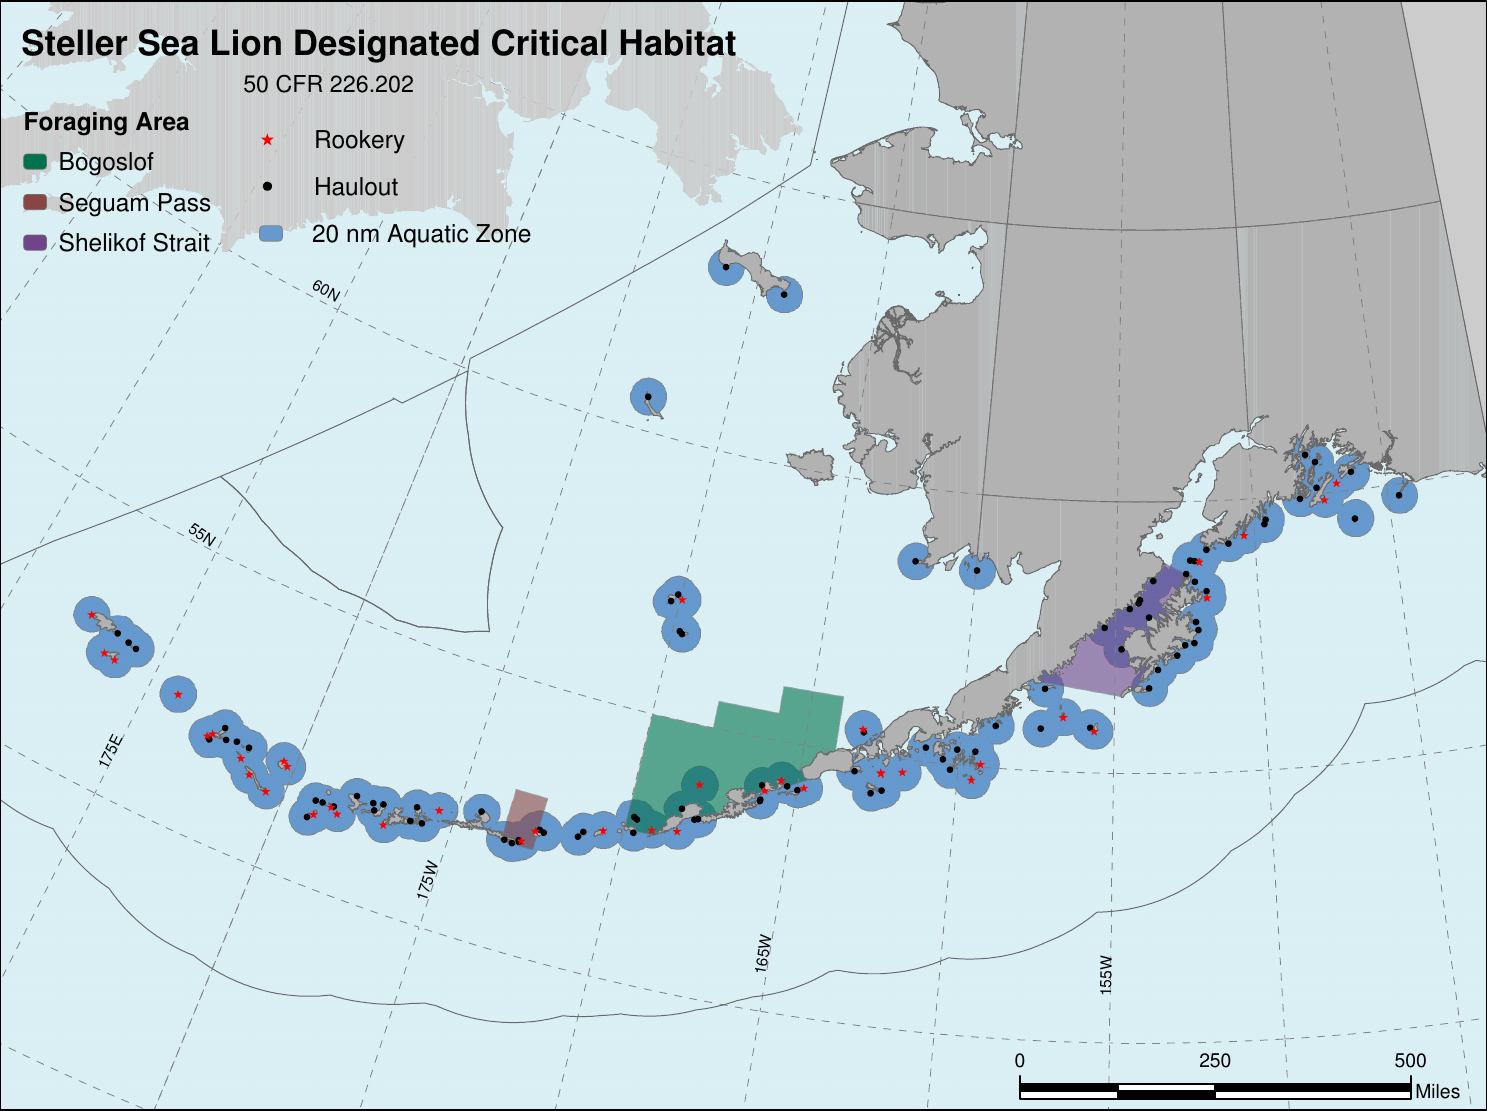 Steller Sea Lion Designated Critical Habitat
50 CFR 226.202
Foraging Area
Bogoslof
Seguam Pass
Shelikof Strait
Rookery
Haulout
20 nm Aquatic Zone
60N
55N
175E
175W
165W
155W
0 250 500
Miles